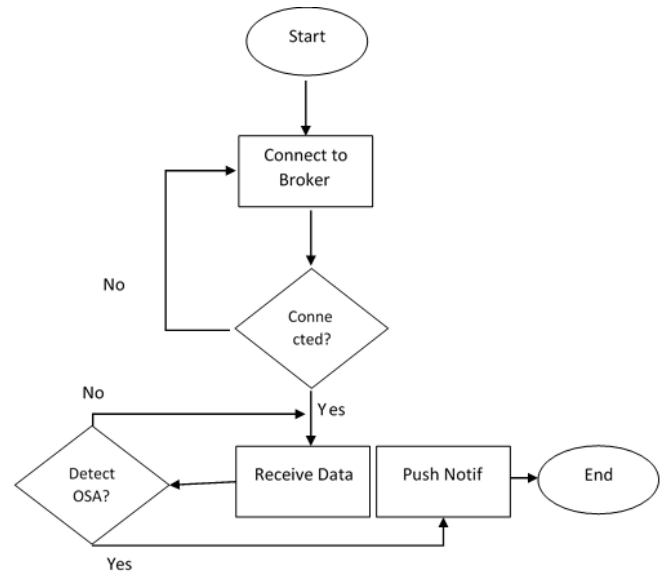 Start
Connect to
Broker
No
Conne
cted?
No
Yes
Detect
OSA?
Receive Data
Push Notif
End
Yes